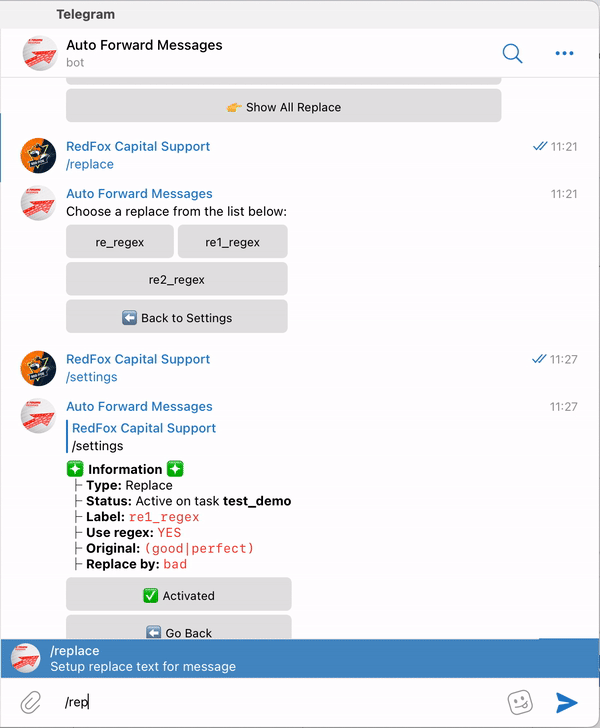 Telegram
Auto Forward Messages
bot
👉 Show All Replace
RedFox Capital Support
11:21
/replace
Auto Forward Messages
11:21
Choose a replace from the list below:
re_regex
re1_regex
re2_regex
⬅️ Back to Settings
RedFox Capital Support
11:27
/settings
Auto Forward Messages
11:27
RedFox Capital Support
/settings
❇️ Information ❇️
├ Type: Replace
├ Status: Active on task test_demo
├ Label: re1_regex
├ Use regex: YES
├ Original: (good|perfect)
├ Replace by: bad
✅ Activated
⬅️ Go Back
/replace
Setup replace text for message
/rep